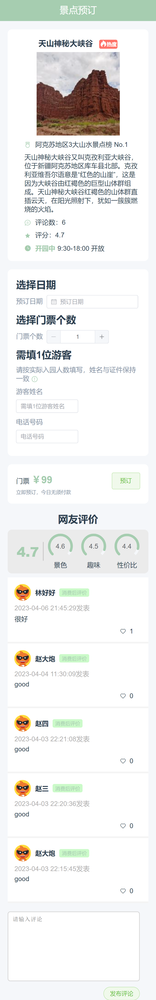 景点预订
天山神秘大峡谷 热度
阿克苏地区3大山水景点榜 No.1
天山神秘大峡谷又叫克孜利亚大峡谷，
位于新疆阿克苏地区库车县北部。克孜
利亚维吾尔语意是“红色的山崖”，这是
因为大峡谷由红褐色的巨型山体群组
成。天山神秘大峡谷红褐色的山体群直
插云天，在阳光照射下，犹如一簇簇燃
烧的火焰。
评论数：6
评分：4.7
开园中 9:30-18:00 开放
选择日期
预订日期 预订日期
选择门票个数
门票个数 1
需填1位游客
请按实际入园人数填写，姓名与证件保持
一致
游客姓名
需填1位游客姓名
电话号码
电话号码
门票 ¥ 99
预订
立即预订，今日无须付款
网友评价
4.7
4.6 4.5 4.4
景色 趣味 性价比
林好好 消费后评价
2023-04-06 21:45:29发表
很好
1
赵大炮 消费后评价
2023-04-04 11:30:09发表
good
0
赵四 消费后评价
2023-04-03 22:21:08发表
good
0
赵三 消费后评价
2023-04-03 22:20:36发表
good
0
赵大炮 消费后评价
2023-04-03 22:15:45发表
good
0
请输入评论
发布评论